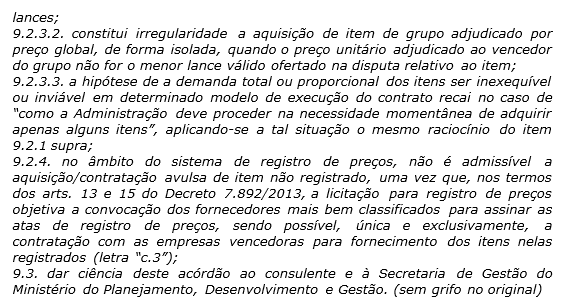 lances;
9.2.3.2. constitui irregularidade a aquisição de item de grupo adjudicado por
preço global, de forma isolada, quando o preço unitário adjudicado ao vencedor
do grupo não for o menor lance válido ofertado na disputa relativo ao item;
9.2.3.3. a hipótese de a demanda total ou proporcional dos itens ser inexequível
ou inviável em determinado modelo de execução do contrato recai no caso de
“como a Administração deve proceder na necessidade momentânea de adquirir
apenas alguns itens”, aplicando-se a tal situação o mesmo raciocínio do item
9.2.1 supra;
9.2.4. no âmbito do sistema de registro de preços, não é admissível a
aquisição/contratação avulsa de item não registrado, uma vez que, nos termos
dos arts. 13 e 15 do Decreto 7.892/2013, a licitação para registro de preços
objetiva a convocação dos fornecedores mais bem classificados para assinar as
atas de registro de preços, sendo possível, única e exclusivamente, a
contratação com as empresas vencedoras para fornecimento dos itens nelas
registrados (letra “c.3”);
9.3. dar ciência deste acórdão ao consulente e à Secretaria de Gestão do
Ministério do Planejamento, Desenvolvimento e Gestão. (sem grifo no original)